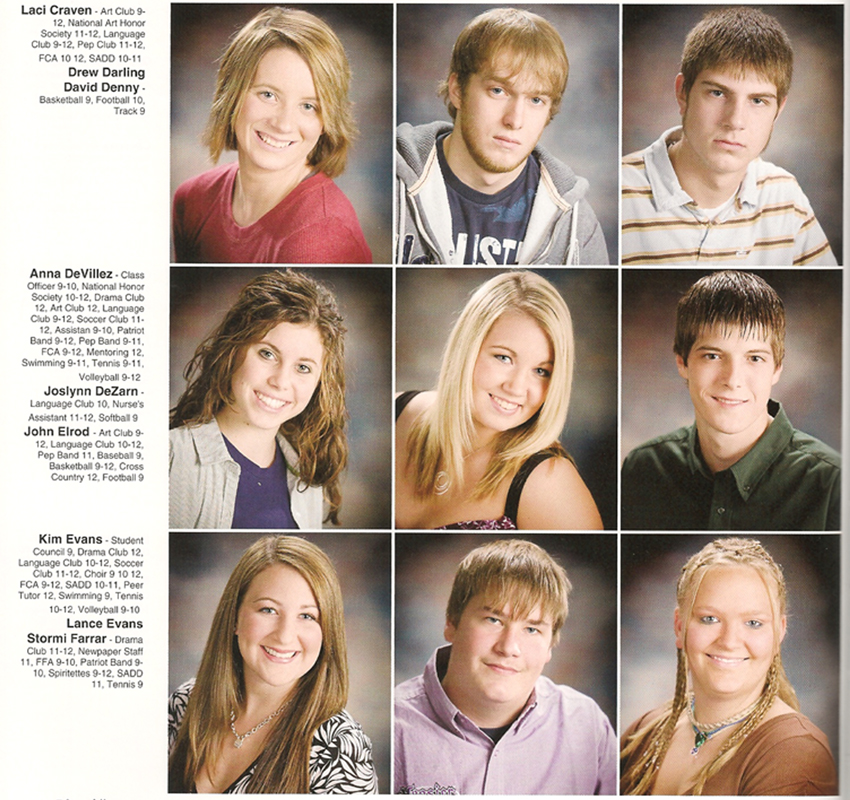 Laci Craven - Art Club 9-
12, National Art Honor
Society 11-12, Language
Club 9-12, Pep Club 11-12,
FCA 10 12, SADD 10-11
Drew Darling
David Denny -
Basketball 9, Football 10,
Track 9
Anna DeVillez - Class
Officer 9-10, National Honor
Society 10-12, Drama Club
12, Art Club 12, Language
Club 9-12, Soccer Club 11-
12, Assistan 9-10, Patriot
Band 9-12, Pep Band 9-11,
FCA 9-12, Mentoring 12,
Swimming 9-11, Tennis 9-11,
Volleyball 9-12
Joslynn DeZarn -
Language Club 10, Nurse's
Assistant 11-12, Softball 9
John Elrod - Art Club 9-
12, Language Club 10-12,
Pep Band 11, Baseball 9,
Basketball 9-12, Cross
Country 12, Football 9
Kim Evans - Student
Council 9, Drama Club 12,
Language Club 10-12, Soccer
Club 11-12, Choir 9 10 12,
FCA 9-12, SADD 10-11, Peer
Tutor 12, Swimming 9, Tennis
10-12, Volleyball 9-10
Lance Evans
Stormi Farrar - Drama
Club 11-12, Newpaper Staff
11, FFA 9-10, Patriot Band 9-
10, Spiritettes 9-12, SADD
11, Tennis 9